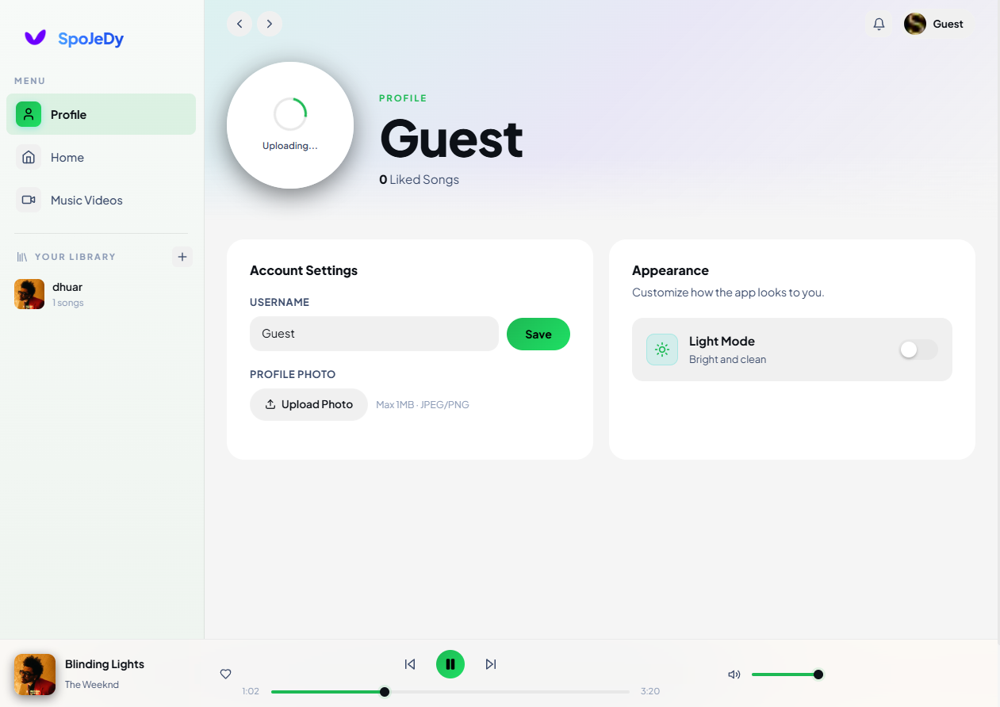 SpoJeDy
Guest
MENU
Profile
Home
Music Videos
YOUR LIBRARY
dhuar
1 songs
Uploading...
PROFILE
Guest
0 Liked Songs
Account Settings
USERNAME
Guest
Save
PROFILE PHOTO
Upload Photo
Max 1MB · JPEG/PNG
Appearance
Customize how the app looks to you.
Light Mode
Bright and clean
Blinding Lights
The Weeknd
1:02
3:20